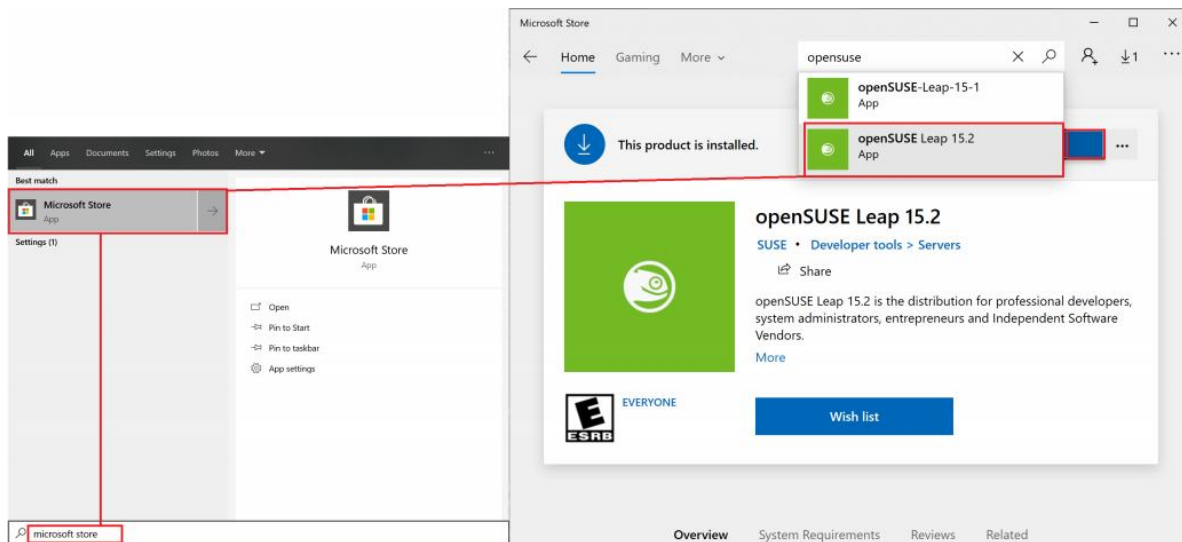 All Apps Documents Settings Photos More
Best match
Microsoft Store
App
Settings (1)
Microsoft Store
App
Open
Pin to Start
Pin to taskbar
App settings
microsoft store
Microsoft Store
Home Gaming More
opensuse
1
openSUSE-Leap-15-1
App
openSUSE Leap 15.2
App
This product is installed.
openSUSE Leap 15.2
SUSE • Developer tools > Servers
Share
openSUSE Leap 15.2 is the distribution for professional developers,
system administrators, entrepreneurs and Independent Software
Vendors.
More
E
ESRB
EVERYONE
Wish list
Overview System Requirements Reviews Related